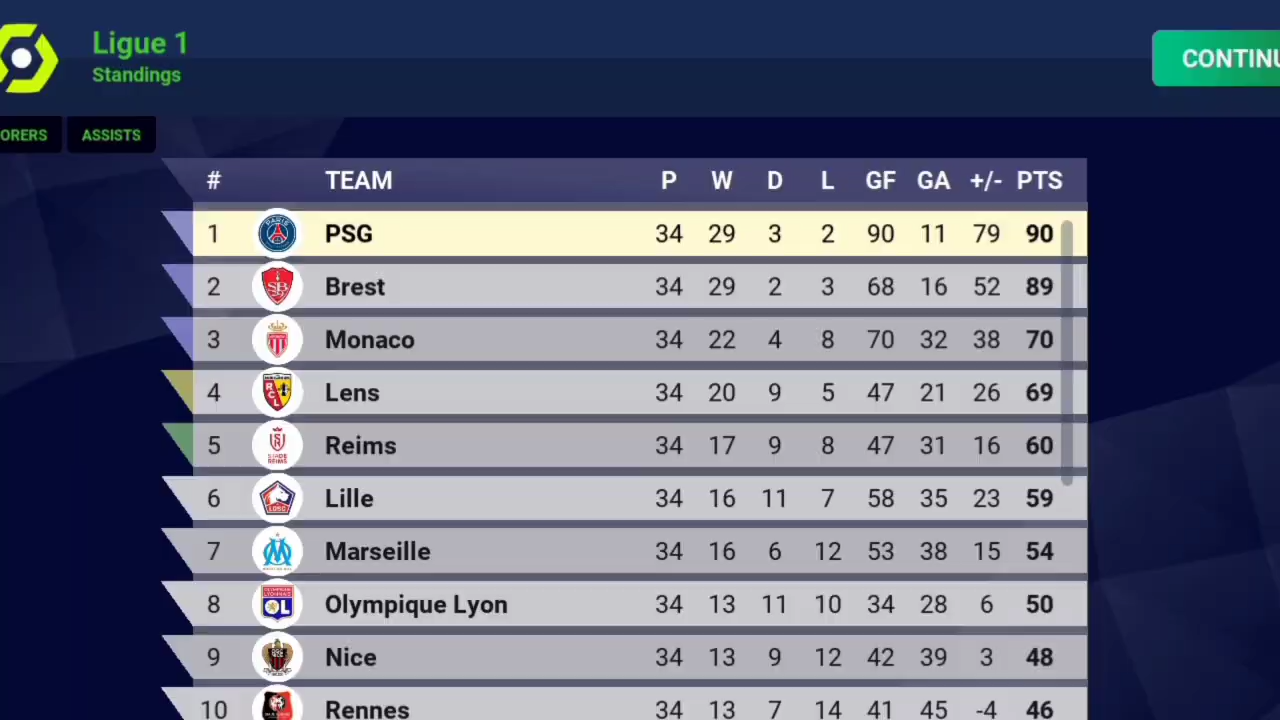 Ligue 1
Standings
CONTINU
ORERS ASSISTS
# TEAM P W D L GF GA +/- PTS
1 PSG 34 29 3 2 90 11 79 90
2 Brest 34 29 2 3 68 16 52 89
3 Monaco 34 22 4 8 70 32 38 70
4 Lens 34 20 9 5 47 21 26 69
5 Reims 34 17 9 8 47 31 16 60
6 Lille 34 16 11 7 58 35 23 59
7 Marseille 34 16 6 12 53 38 15 54
8 Olympique Lyon 34 13 11 10 34 28 6 50
9 Nice 34 13 9 12 42 39 3 48
10 Rennes 34 13 7 14 41 45 -4 46